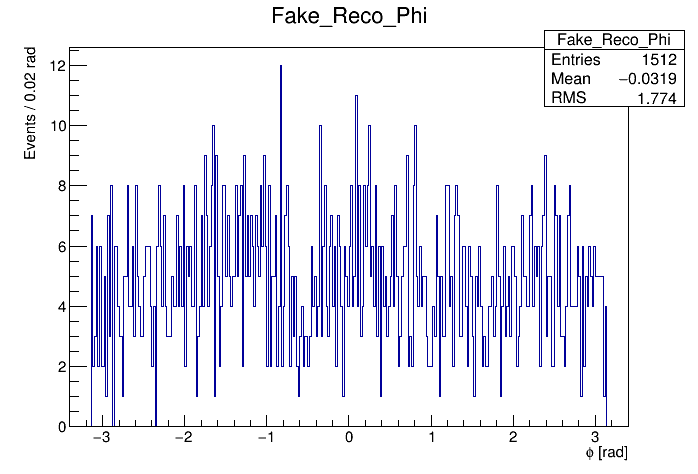 Fake_Reco_Phi
Fake_Reco_Phi
Entries 1512
Mean −0.0319
RMS 1.774
Events / 0.02 rad
12
10
8
6
4
2
0
−3 −2 −1 0 1 2 3
ϕ [rad]